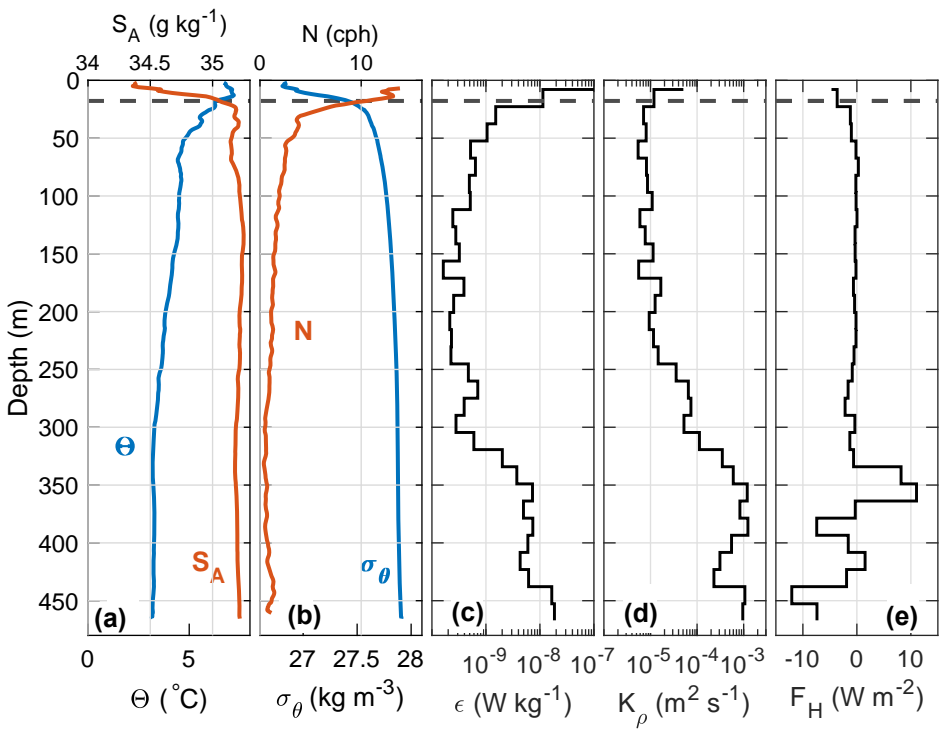 S_A (g kg⁻¹)
N (cph)
34 34.5 35
0 10
0
50
100
150
200
250
300
350
400
450
Depth (m)
Θ
S_A
N
σ_θ
(a)
(b)
(c)
(d)
(e)
0 5
27 27.5 28
10⁻⁹ 10⁻⁸ 10⁻⁷
10⁻⁵ 10⁻⁴ 10⁻³
-10 0 10
Θ (°C)
σ_θ (kg m⁻³)
ϵ (W kg⁻¹)
K_ρ (m² s⁻¹)
F_H (W m⁻²)